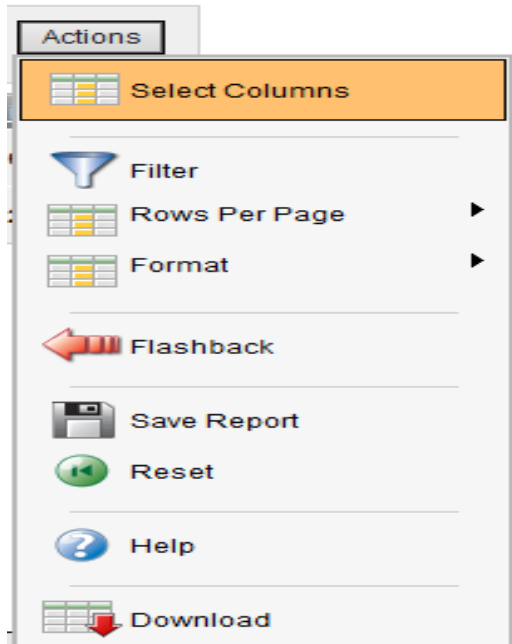 Actions
Select Columns
Filter
Rows Per Page
Format
Flashback
Save Report
Reset
Help
Download